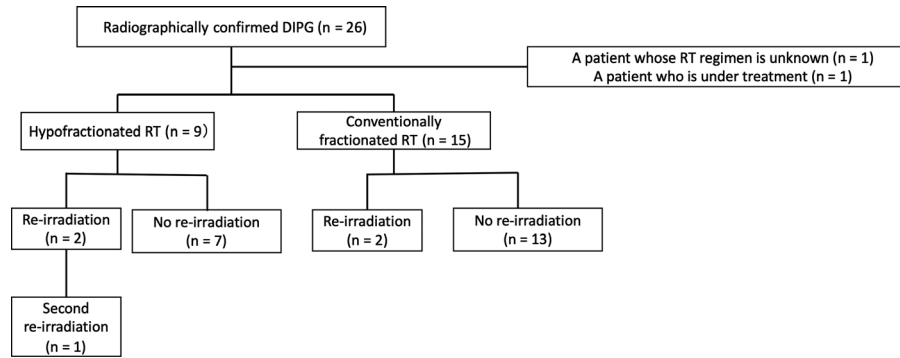 Radiographically confirmed DIPG (n = 26)
A patient whose RT regimen is unknown (n = 1)
A patient who is under treatment (n = 1)
Hypofractionated RT (n = 9)
Conventionally
fractionated RT (n = 15)
Re-irradiation
(n = 2)
No re-irradiation
(n = 7)
Re-irradiation
(n = 2)
No re-irradiation
(n = 13)
Second
re-irradiation
(n = 1)